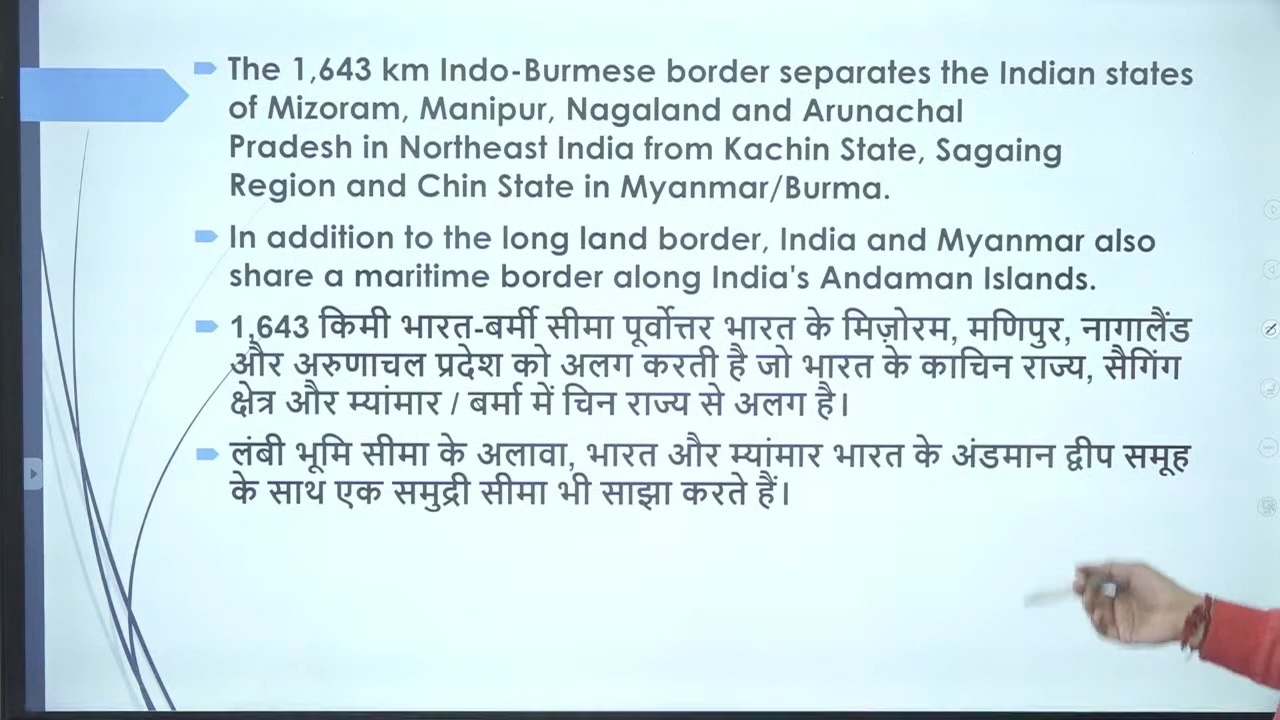 The 1,643 km Indo-Burmese border separates the Indian states
of Mizoram, Manipur, Nagaland and Arunachal
Pradesh in Northeast India from Kachin State, Sagaing
Region and Chin State in Myanmar/Burma.
In addition to the long land border, India and Myanmar also
share a maritime border along India's Andaman Islands.
1,643 किमी भारत-बर्मी सीमा पूर्वोत्तर भारत के मिज़ोरम, मणिपुर, नागालैंड
और अरुणाचल प्रदेश को अलग करती है जो भारत के काचिन राज्य, सैगिंग
क्षेत्र और म्यांमार / बर्मा में चिन राज्य से अलग है।
लंबी भूमि सीमा के अलावा, भारत और म्यांमार भारत के अंडमान द्वीप समूह
के साथ एक समुद्री सीमा भी साझा करते हैं।